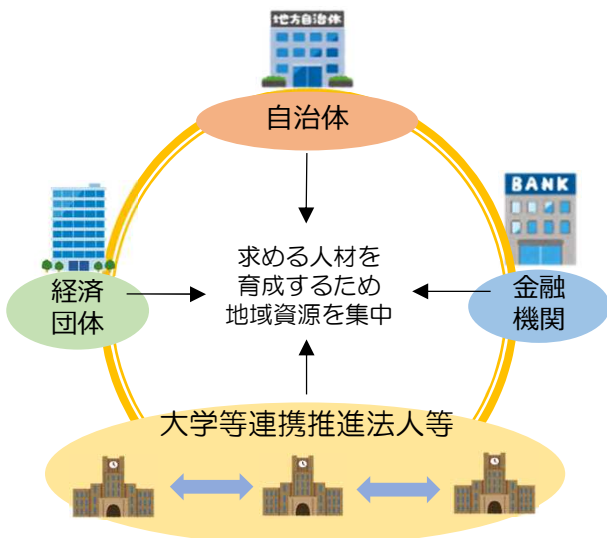 地方自治体
自治体
BANK
求める人材を
育成するため
地域資源を集中
経済
団体
金融
機関
大学等連携推進法人等